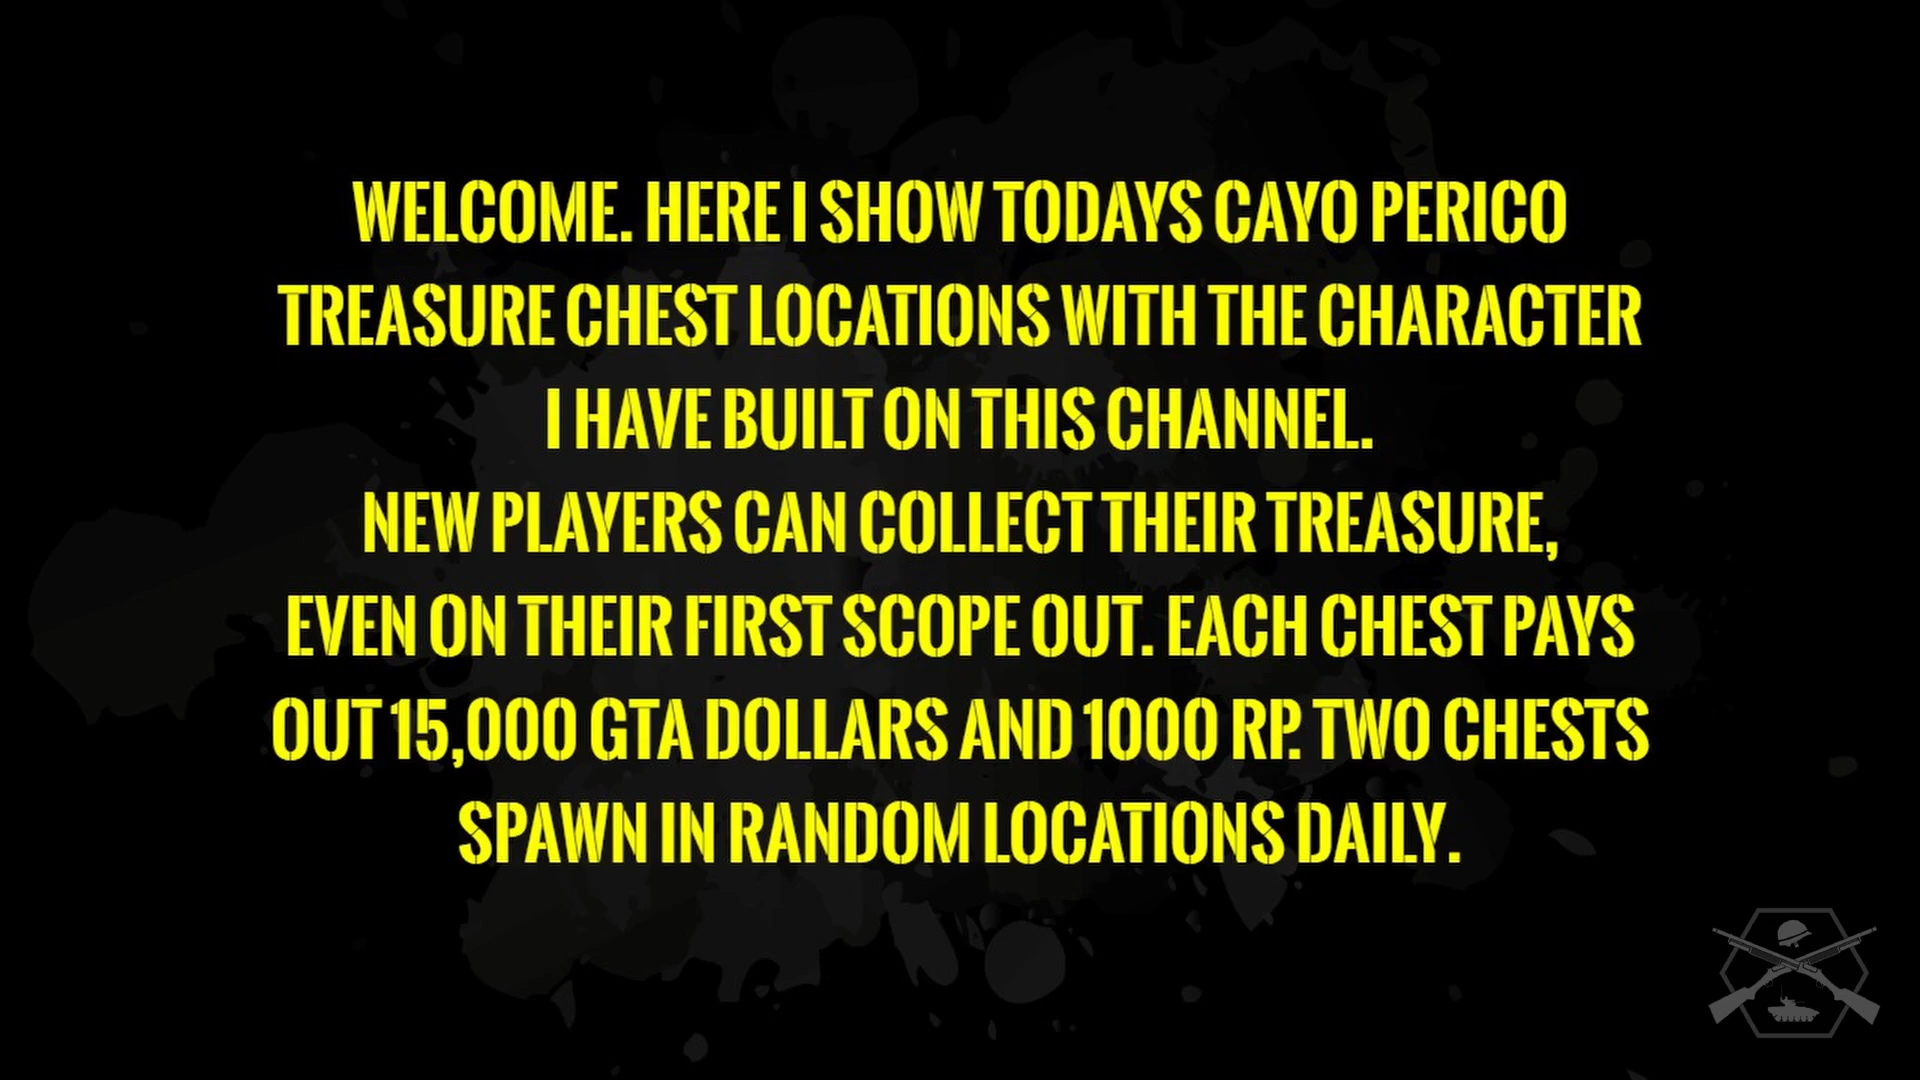 WELCOME. HERE I SHOW TODAYS CAYO PERICO
TREASURE CHEST LOCATIONS WITH THE CHARACTER
I HAVE BUILT ON THIS CHANNEL.
NEW PLAYERS CAN COLLECT THEIR TREASURE,
EVEN ON THEIR FIRST SCOPE OUT. EACH CHEST PAYS
OUT 15,000 GTA DOLLARS AND 1000 RP. TWO CHESTS
SPAWN IN RANDOM LOCATIONS DAILY.